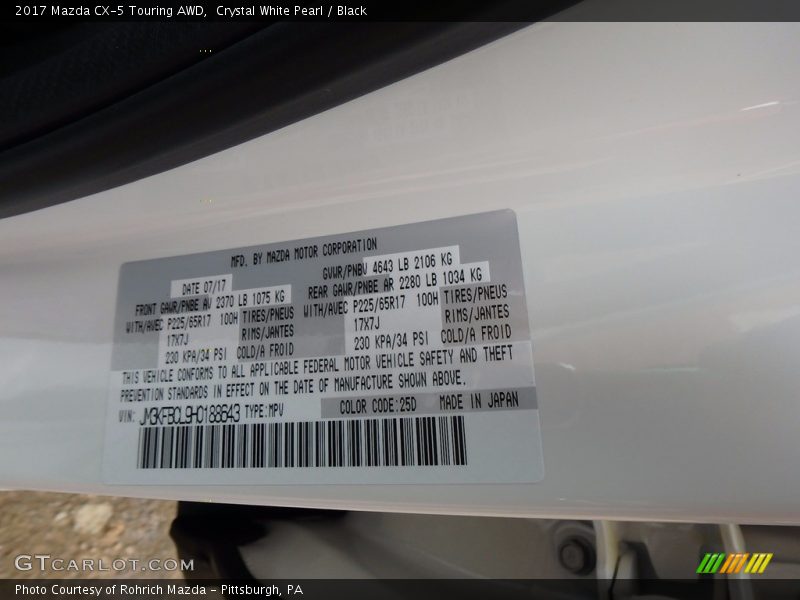 2017 Mazda CX-5 Touring AWD,  Crystal White Pearl / Black
MFD. BY MAZDA MOTOR CORPORATION
DATE 07/17
GVWR/PNBV 4643 LB 2106 KG
FRONT GAWR/PNBE AV 2370 LB 1075 KG
REAR GAWR/PNBE AR 2280 LB 1034 KG
WITH/AVEC P225/65R17 100H TIRES/PNEUS
WITH/AVEC P225/65R17 100H TIRES/PNEUS
17X7J RIMS/JANTES
17X7J RIMS/JANTES
230 KPA/34 PSI COLD/A FROID
230 KPA/34 PSI COLD/A FROID
THIS VEHICLE CONFORMS TO ALL APPLICABLE FEDERAL MOTOR VEHICLE SAFETY AND THEFT
PREVENTION STANDARDS IN EFFECT ON THE DATE OF MANUFACTURE SHOWN ABOVE.
VIN: JM3KFBCL9H0188643 TYPE:MPV
COLOR CODE:25D MADE IN JAPAN
GTCARLOT.COM
Photo Courtesy of Rohrich Mazda - Pittsburgh, PA